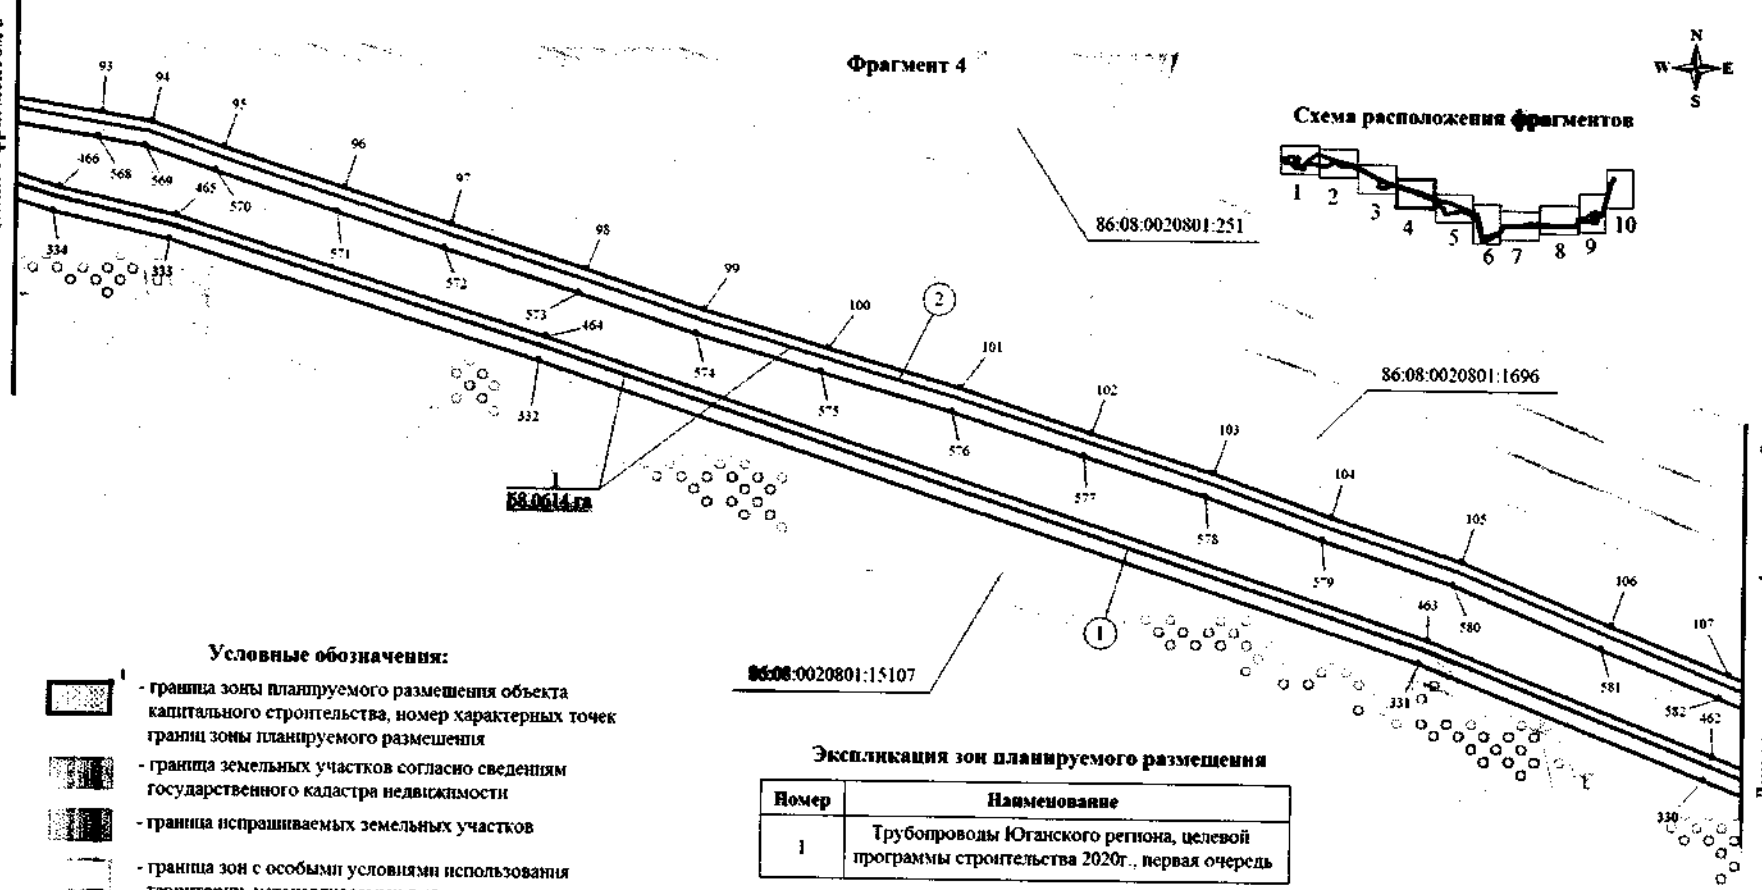 Фрагмент 4
N
W E
S
Схема расположения фрагментов
1 2 3 4 5 6 7 8 9 10
93 94 95 96 97 98 99 100 101 102 103 104 105 106 107
466 568 569 465 570 571 572 573 464 574 575 576 577 578 579 463 580 581 582 462
334 333 332 331 330
86:08:0020801:251
86:08:0020801:1696
86:08:0020801:15107
2
1
1
58.0614 га
Условные обозначения:
1
- граница зоны планируемого размещения объекта
капитального строительства, номер характерных точек
границ зоны планируемого размещения
- граница земельных участков согласно сведениям
государственного кадастра недвижимости
- граница испрашиваемых земельных участков
- граница зон с особыми условиями использования
Экспликация зон планируемого размещения
Номер Наименование
1 Трубопроводы Юганского региона, целевой
программы строительства 2020г., первая очередь